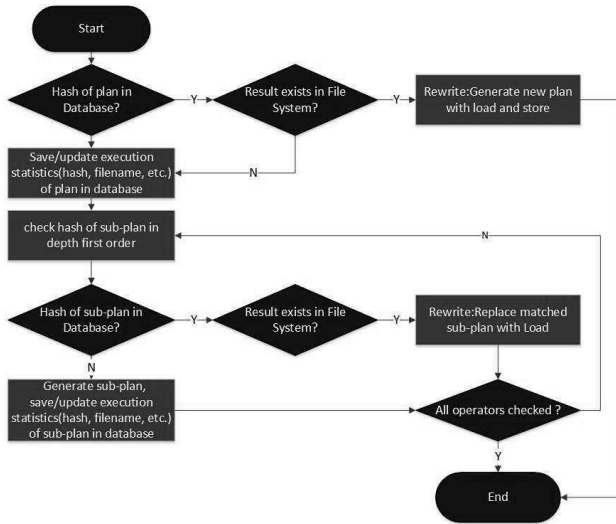 Start
Hash of plan in
Database?
Y
Result exists in File
System?
Y
Rewrite:Generate new plan
with load and store
N
Save/update execution
statistics(hash, filename, etc.)
of plan in database
check hash of sub-plan in
depth first order
N
Hash of sub-plan in
Database?
Y
Result exists in File
System?
Y
Rewrite:Replace matched
sub-plan with Load
N
Generate sub-plan,
save/update execution
statistics(hash, filename, etc.)
of sub-plan in database
All operators checked ?
Y
End